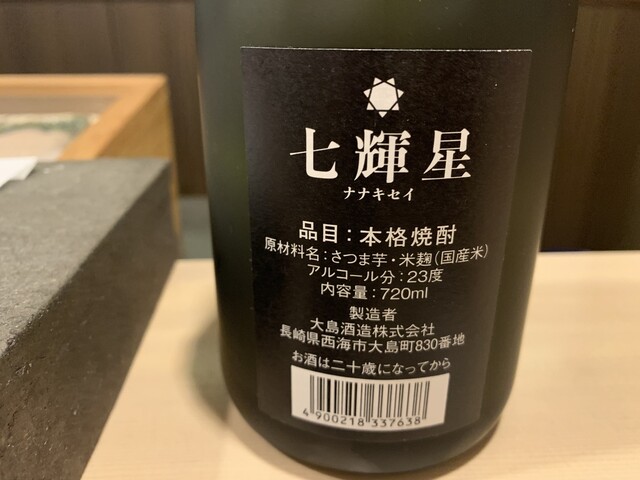 七輝星
ナナキセイ
品目：本格焼酎
原材料名：さつま芋・米麹（国産米）
アルコール分：23度
内容量：720ml
製造者
大島酒造株式会社
長崎県西海市大島町830番地
お酒は二十歳になってから
4900218337638